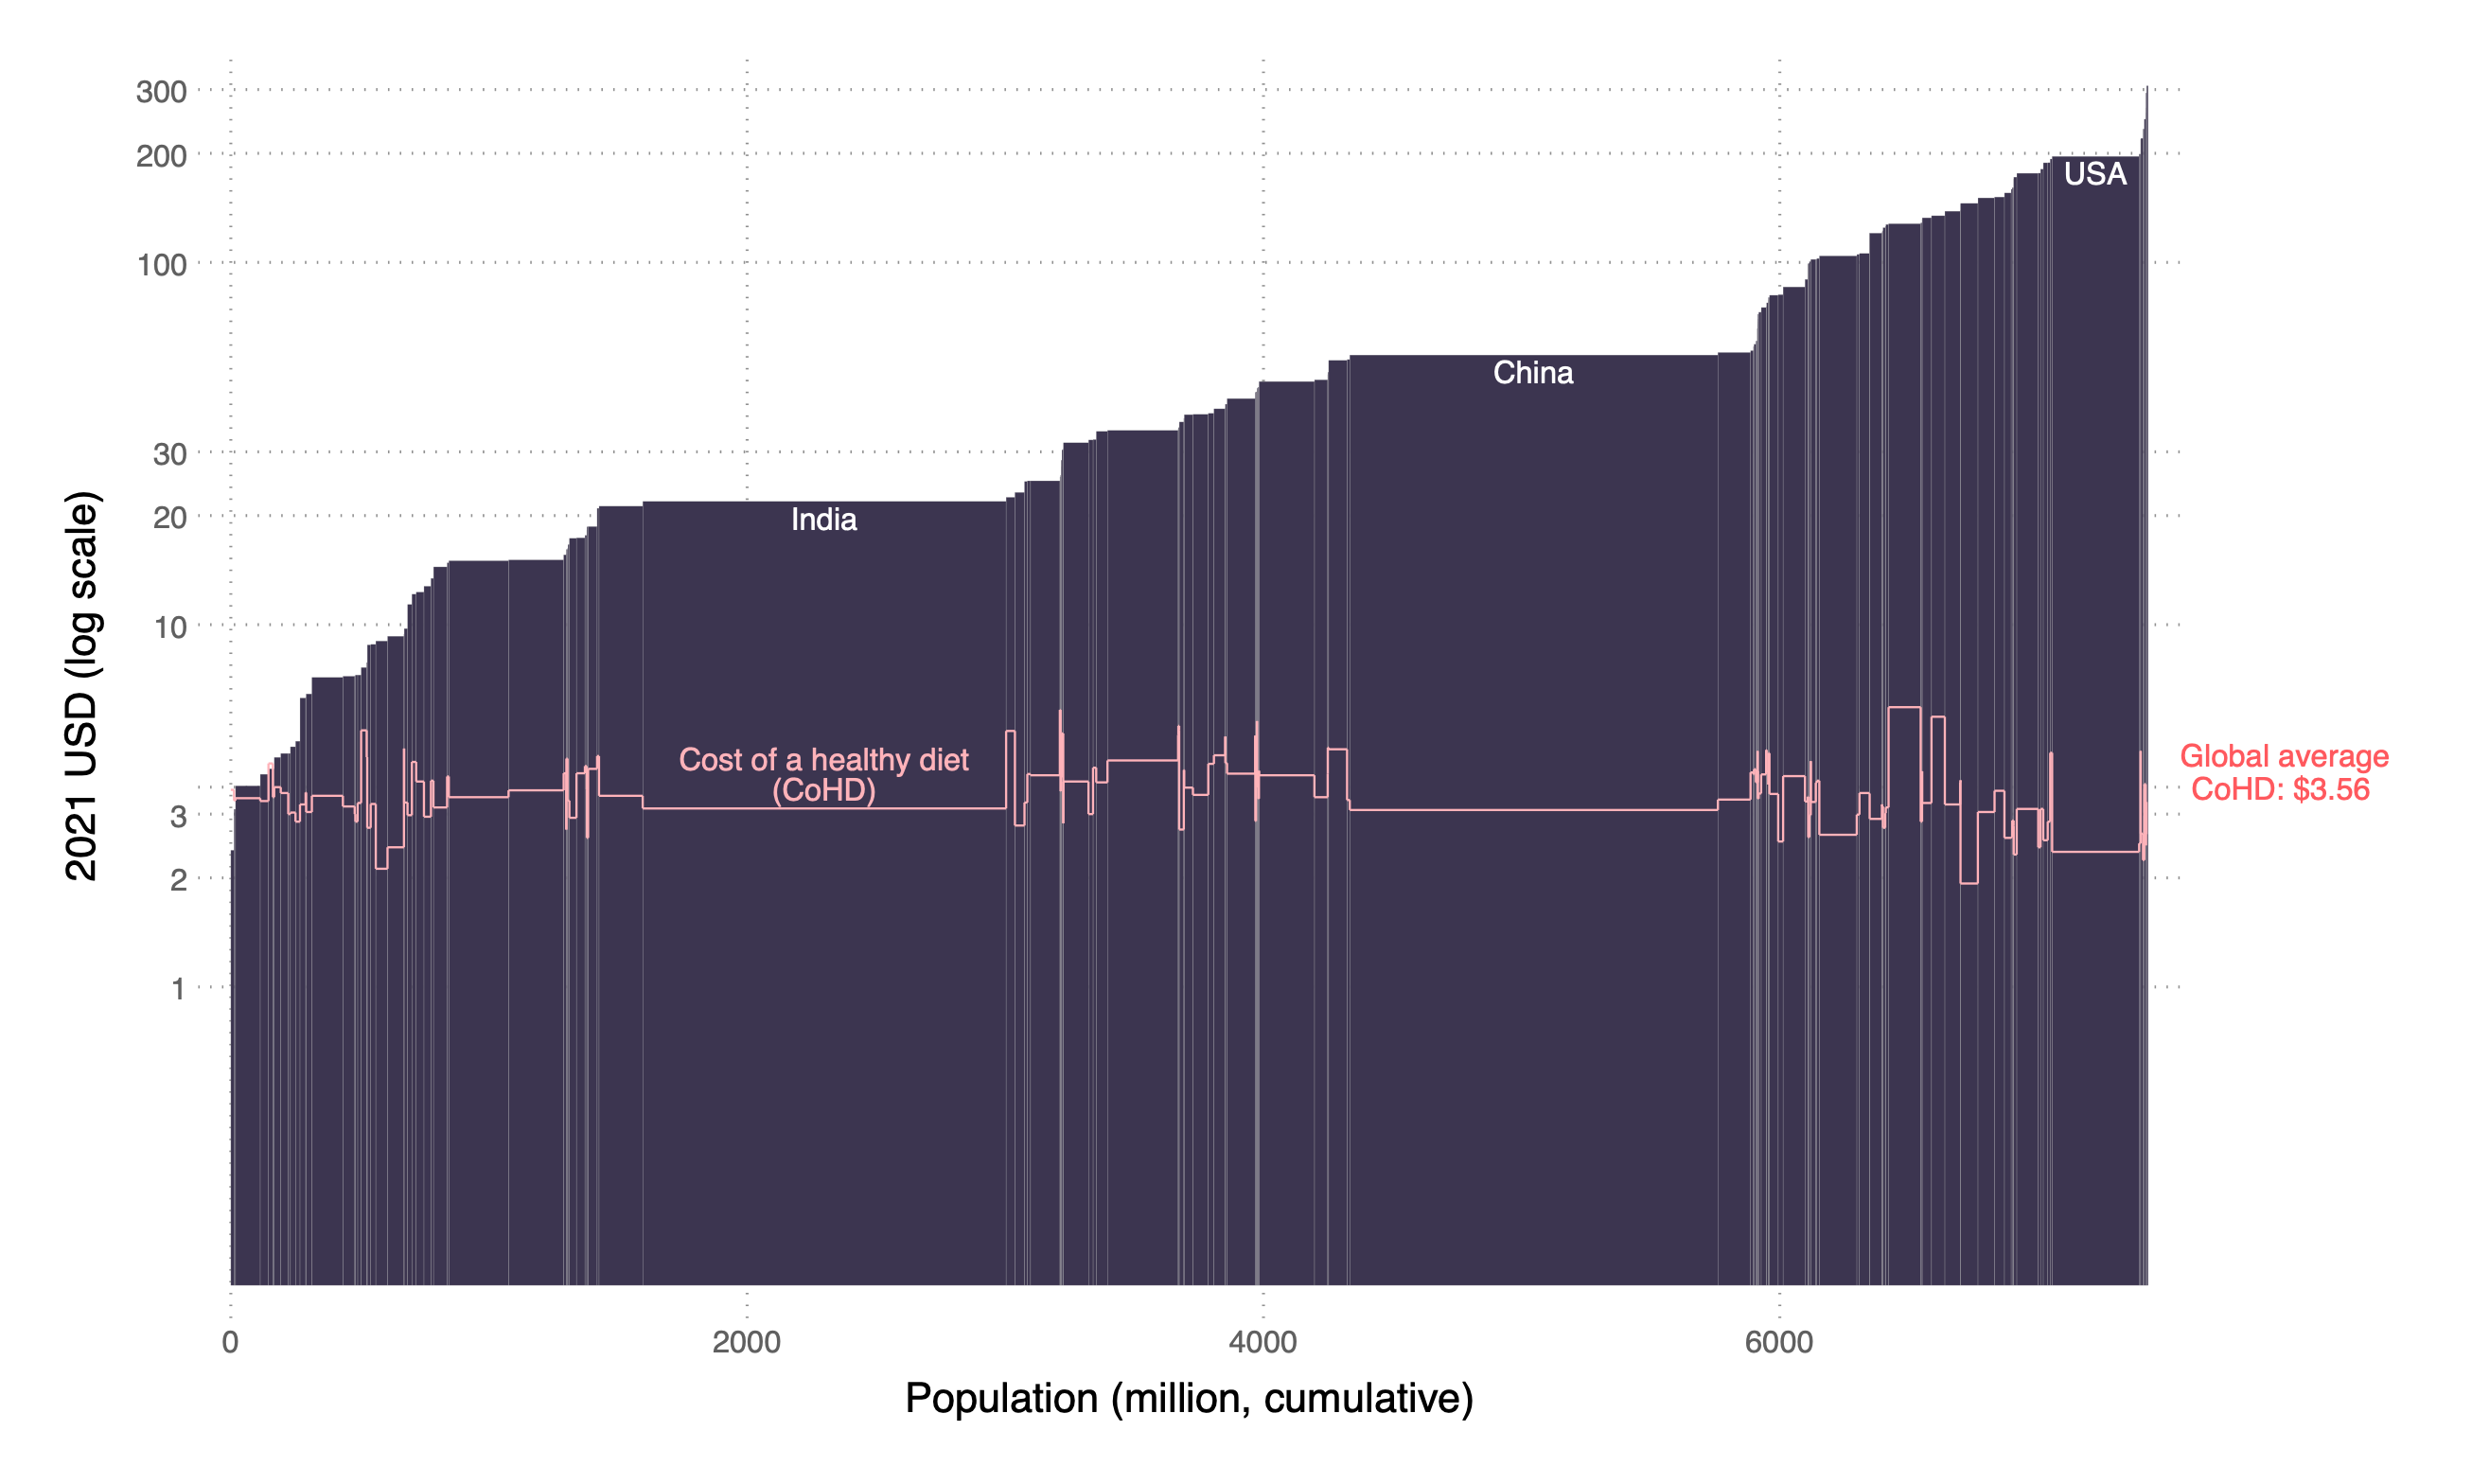 300
200
100
30
20
10
3
2
1
2021 USD (log scale)
USA
China
India
Cost of a healthy diet
(CoHD)
Global average
CoHD: $3.56
0
2000
4000
6000
Population (million, cumulative)